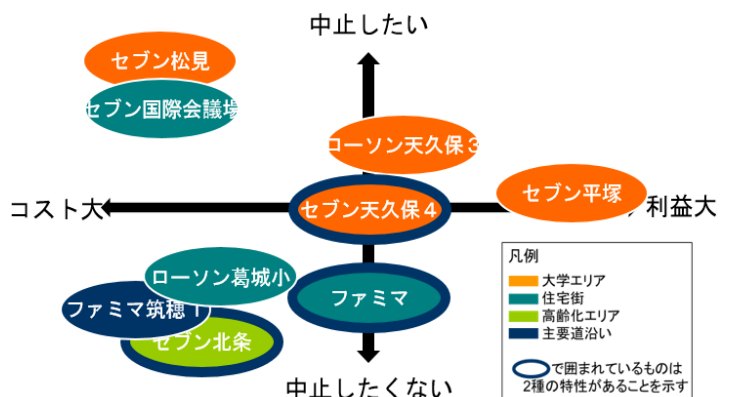 中止したい
セブン松見
セブン国際会議場
ローソン天久保3
セブン平塚
コスト大
セブン天久保4
利益大
ローソン葛城小
ファミマ
ファミマ筑穂1
セブン北条
中止したくない
凡例
大学エリア
住宅街
高齢化エリア
主要道沿い
で囲まれているものは
2種の特性があることを示す